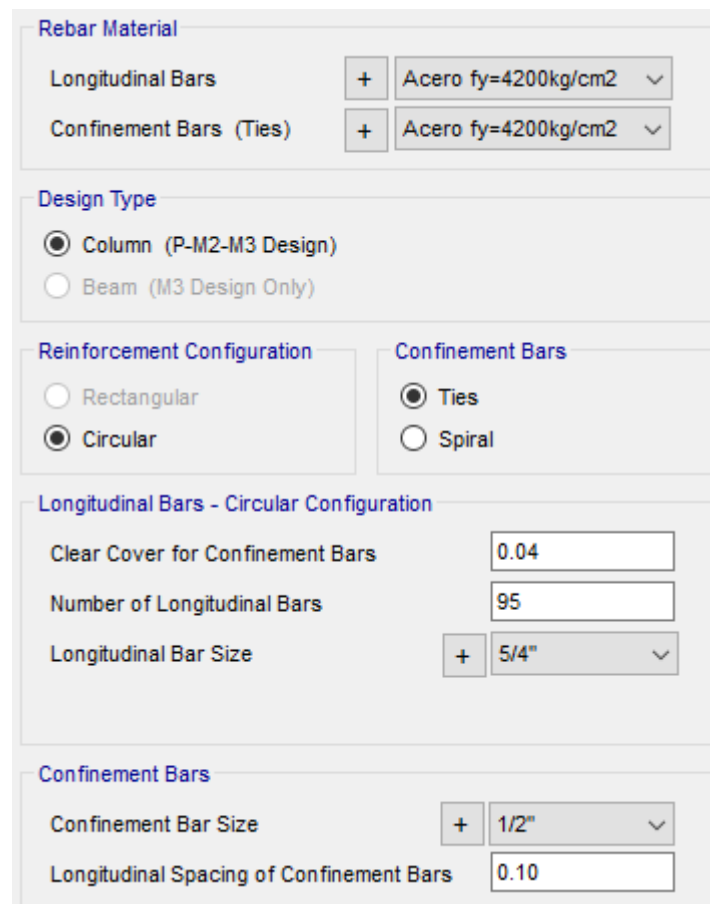 Rebar Material
Longitudinal Bars + Acero fy=4200kg/cm2
Confinement Bars (Ties) + Acero fy=4200kg/cm2
Design Type
Column (P-M2-M3 Design)
Beam (M3 Design Only)
Reinforcement Configuration
Rectangular
Circular
Confinement Bars
Ties
Spiral
Longitudinal Bars - Circular Configuration
Clear Cover for Confinement Bars 0.04
Number of Longitudinal Bars 95
Longitudinal Bar Size + 5/4"
Confinement Bars
Confinement Bar Size + 1/2"
Longitudinal Spacing of Confinement Bars 0.10